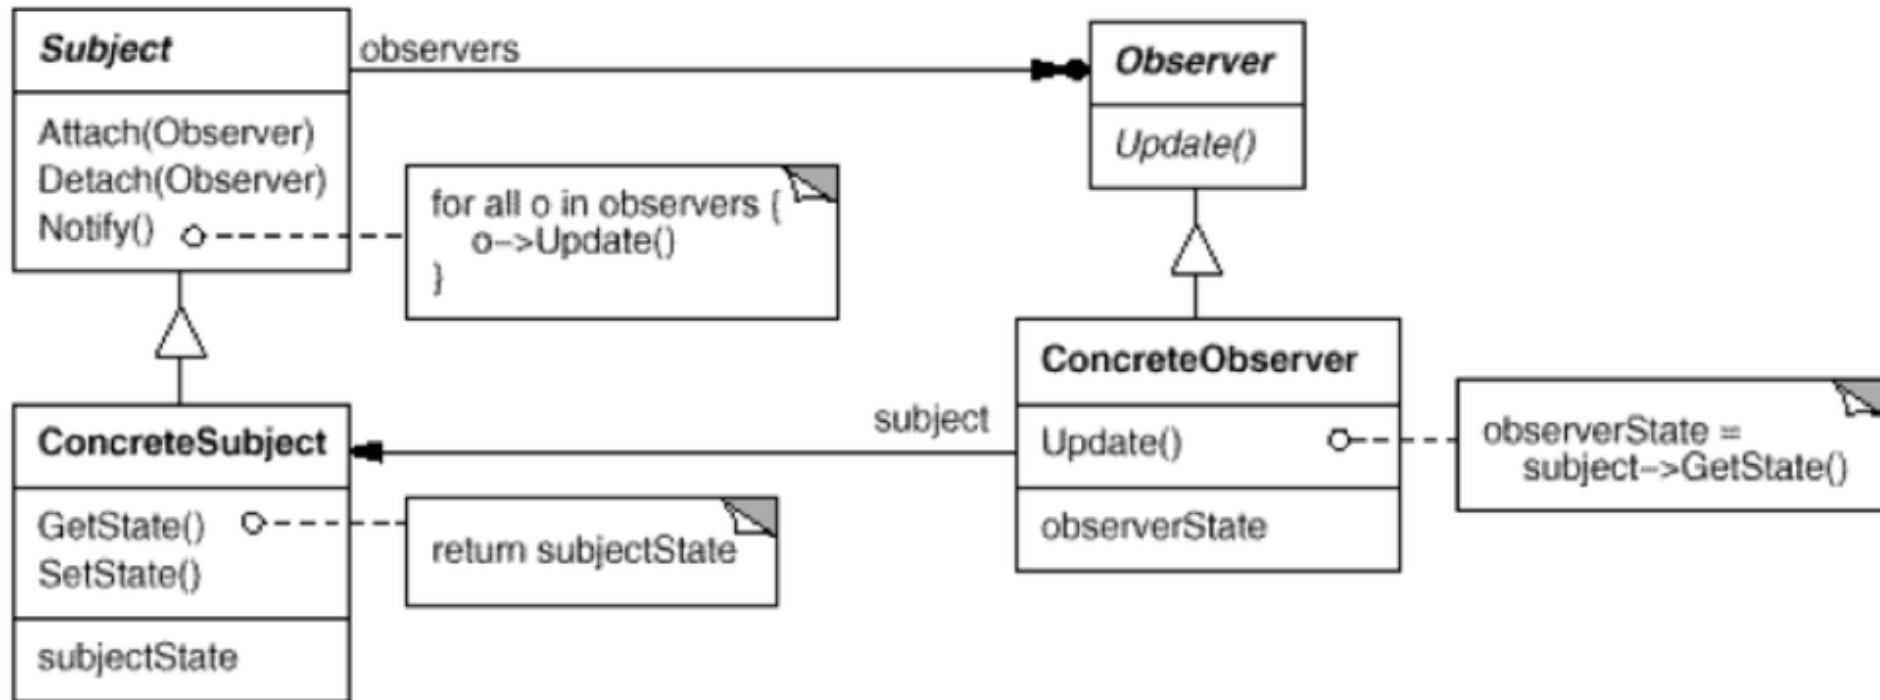 Subject
Attach(Observer)
Detach(Observer)
Notify()
observers
Observer
Update()
for all o in observers {
o->Update()
}
ConcreteSubject
GetState()
SetState()
subjectState
return subjectState
subject
ConcreteObserver
Update()
observerState
observerState =
subject->GetState()